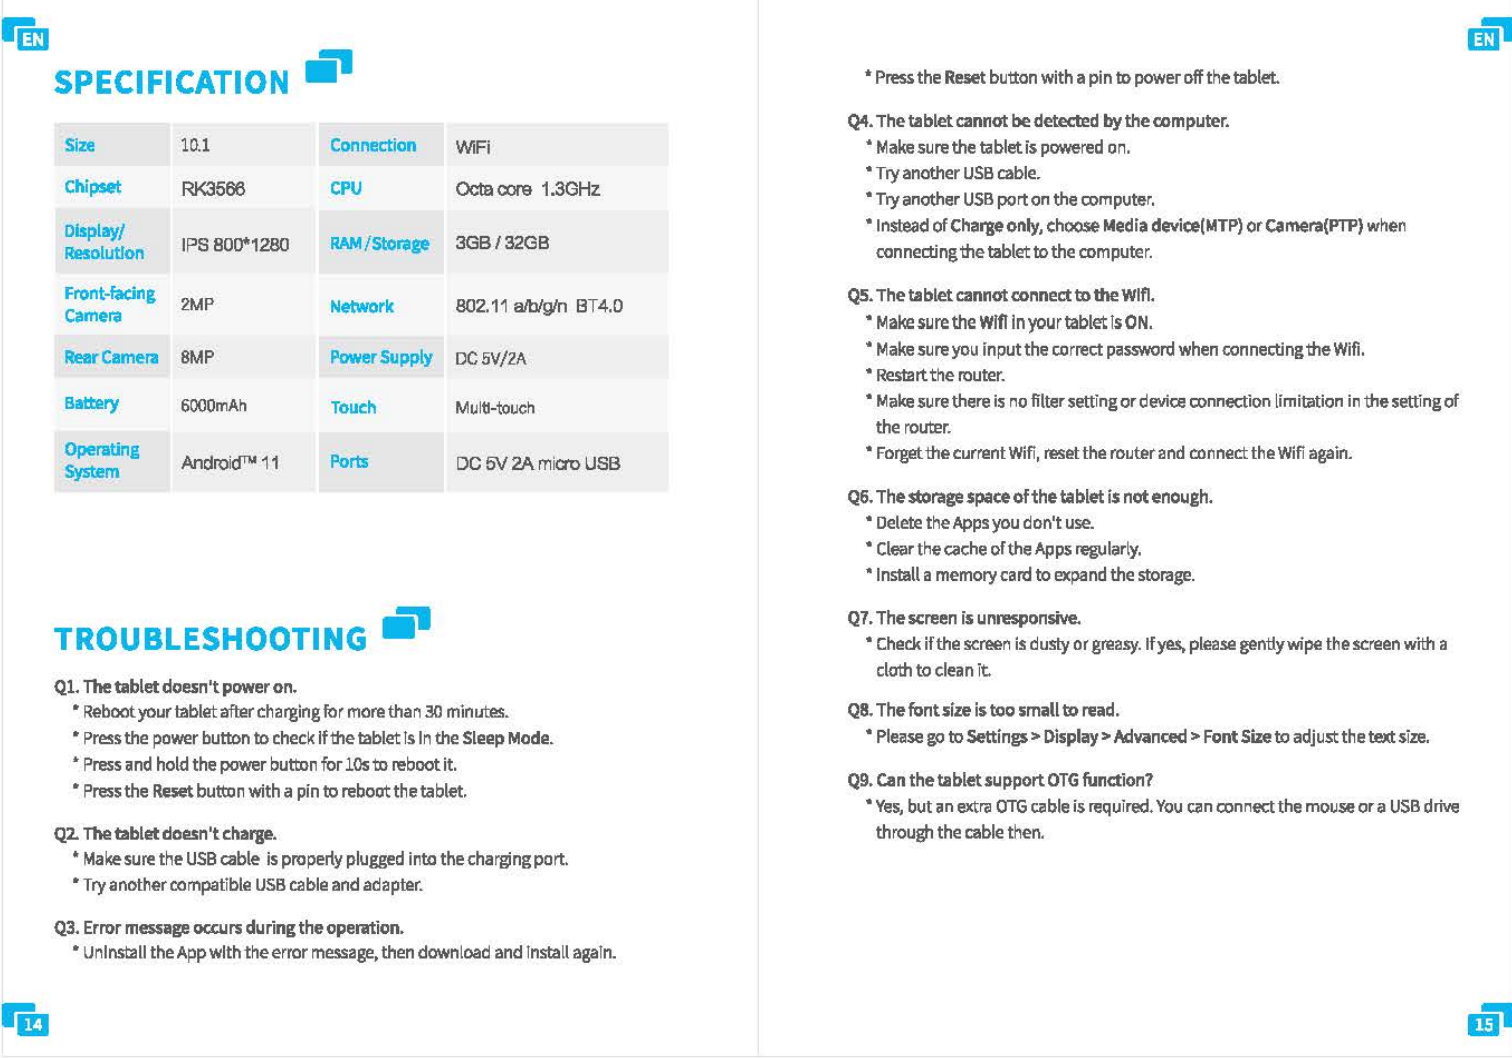 EN
SPECIFICATION
Size 10.1 Connection WiFi
Chipset RK3566 CPU Octa core 1.3GHz
Display/
Resolution IPS 800*1280 RAM/Storage 3GB / 32GB
Front-facing
Camera 2MP Network 802.11 a/b/g/n BT4.0
Rear Camera 8MP Power Supply DC 5V/2A
Battery 6000mAh Touch Multi-touch
Operating
System Android™ 11 Ports DC 5V 2A micro USB
TROUBLESHOOTING
Q1. The tablet doesn't power on.
* Reboot your tablet after charging for more than 30 minutes.
* Press the power button to check if the tablet is in the Sleep Mode.
* Press and hold the power button for 10s to reboot it.
* Press the Reset button with a pin to reboot the tablet.
Q2. The tablet doesn't charge.
* Make sure the USB cable is properly plugged into the charging port.
* Try another compatible USB cable and adapter.
Q3. Error message occurs during the operation.
* Uninstall the App with the error message, then download and install again.
14
EN
* Press the Reset button with a pin to power off the tablet.
Q4. The tablet cannot be detected by the computer.
* Make sure the tablet is powered on.
* Try another USB cable.
* Try another USB port on the computer.
* Instead of Charge only, choose Media device(MTP) or Camera(PTP) when
connecting the tablet to the computer.
Q5. The tablet cannot connect to the Wifi.
* Make sure the Wifi in your tablet is ON.
* Make sure you input the correct password when connecting the Wifi.
* Restart the router.
* Make sure there is no filter setting or device connection limitation in the setting of
the router.
* Forget the current Wifi, reset the router and connect the Wifi again.
Q6. The storage space of the tablet is not enough.
* Delete the Apps you don't use.
* Clear the cache of the Apps regularly.
* Install a memory card to expand the storage.
Q7. The screen is unresponsive.
* Check if the screen is dusty or greasy. If yes, please gently wipe the screen with a
cloth to clean it.
Q8. The font size is too small to read.
* Please go to Settings > Display > Advanced > Font Size to adjust the text size.
Q9. Can the tablet support OTG function?
* Yes, but an extra OTG cable is required. You can connect the mouse or a USB drive
through the cable then.
15